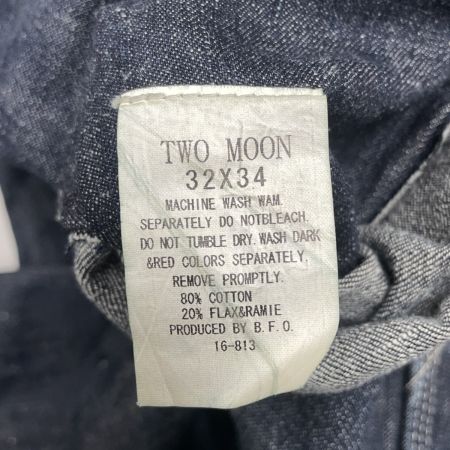 TWO MOON
32X34
MACHINE WASH WAM.
SEPARATELY DO NOTBLEACH.
DO NOT TUMBLE DRY. WASH DARK
&RED COLORS SEPARATELY,
REMOVE PROMPTLY.
80% COTTON
20% FLAX&RAMIE
PRODUCED BY B.F.O.
16-813